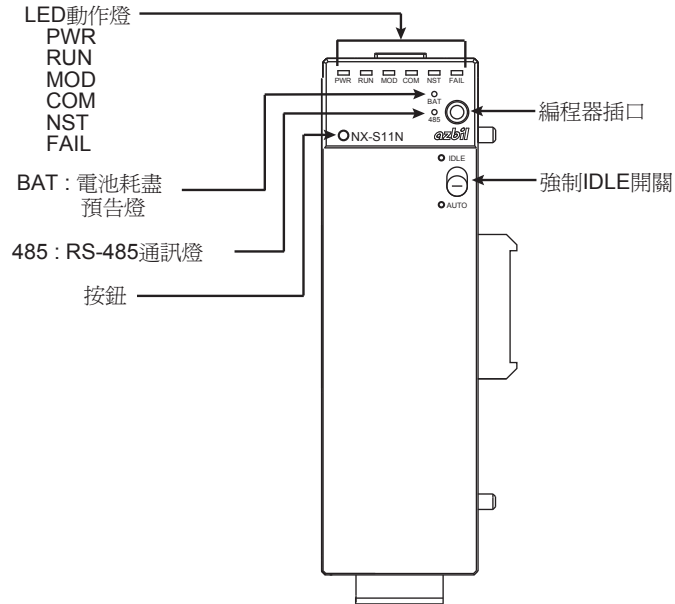 LED動作燈
PWR
RUN
MOD
COM
NST
FAIL
BAT : 電池耗盡
預告燈
485 : RS-485通訊燈
按鈕
PWR RUN MOD COM NST FAIL
BAT
485
NX-S11N
azbil
IDLE
AUTO
編程器插口
強制IDLE開關